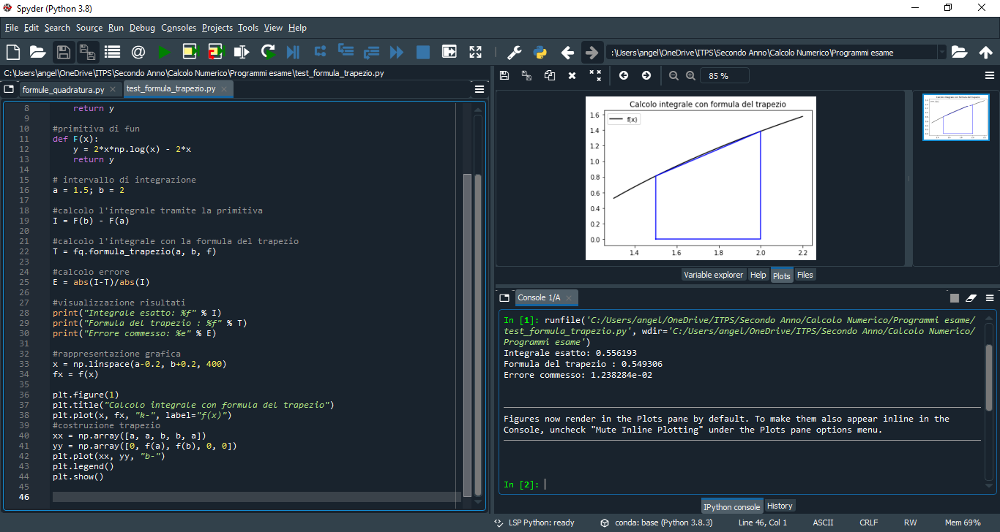 Spyder (Python 3.8)
File Edit Search Source Run Debug Consoles Projects Tools View Help
:\Users\angel\OneDrive\ITPS\Secondo Anno\Calcolo Numerico\Programmi esame
C:\Users\angel\OneDrive\ITPS\Secondo Anno\Calcolo Numerico\Programmi esame\test_formula_trapezio.py
formule_quadratura.py test_formula_trapezio.py
8 return y
9
10 #primitiva di fun
11 def F(x):
12 y = 2*x*np.log(x) - 2*x
13 return y
14
15 # intervallo di integrazione
16 a = 1.5; b = 2
17
18 #calcolo l'integrale tramite la primitiva
19 I = F(b) - F(a)
20
21 #calcolo l'integrale con la formula del trapezio
22 T = fq.formula_trapezio(a, b, f)
23
24 #calcolo errore
25 E = abs(I-T)/abs(I)
26
27 #visualizzazione risultati
28 print("Integrale esatto: %f" % I)
29 print("Formula del trapezio : %f" % T)
30 print("Errore commesso: %e" % E)
31
32 #rappresentazione grafica
33 x = np.linspace(a-0.2, b+0.2, 400)
34 fx = f(x)
35
36 plt.figure(1)
37 plt.title("Calcolo integrale con formula del trapezio")
38 plt.plot(x, fx, "k-", label="f(x)")
39 #costruzione trapezio
40 xx = np.array([a, a, b, b, a])
41 yy = np.array([0, f(a), f(b), 0, 0])
42 plt.plot(xx, yy, "b-")
43 plt.legend()
44 plt.show()
45
46
85 %
Calcolo integrale con formula del trapezio
f(x)
1.6
1.4
1.2
1.0
0.8
0.6
0.4
0.2
0.0
1.4 1.6 1.8 2.0 2.2
Variable explorer Help Plots Files
Console 1/A
In [1]: runfile('C:/Users/angel/OneDrive/ITPS/Secondo Anno/Calcolo Numerico/Programmi esame/
test_formula_trapezio.py', wdir='C:/Users/angel/OneDrive/ITPS/Secondo Anno/Calcolo Numerico/
Programmi esame')
Integrale esatto: 0.556193
Formula del trapezio : 0.549306
Errore commesso: 1.238284e-02
Figures now render in the Plots pane by default. To make them also appear inline in the
Console, uncheck "Mute Inline Plotting" under the Plots pane options menu.
In [2]:
IPython console History
LSP Python: ready conda: base (Python 3.8.3) Line 46, Col 1 ASCII CRLF RW Mem 69%